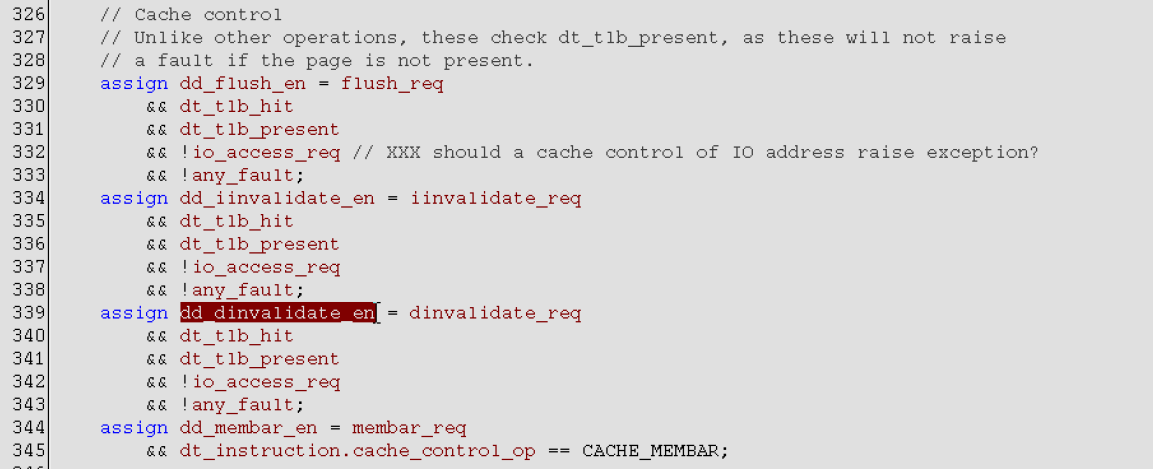 326 // Cache control
327 // Unlike other operations, these check dt_tlb_present, as these will not raise
328 // a fault if the page is not present.
329 assign dd_flush_en = flush_req
330 && dt_tlb_hit
331 && dt_tlb_present
332 && !io_access_req // XXX should a cache control of IO address raise exception?
333 && !any_fault;
334 assign dd_iinvalidate_en = iinvalidate_req
335 && dt_tlb_hit
336 && dt_tlb_present
337 && !io_access_req
338 && !any_fault;
339 assign dd_dinvalidate_en = dinvalidate_req
340 && dt_tlb_hit
341 && dt_tlb_present
342 && !io_access_req
343 && !any_fault;
344 assign dd_membar_en = membar_req
345 && dt_instruction.cache_control_op == CACHE_MEMBAR;